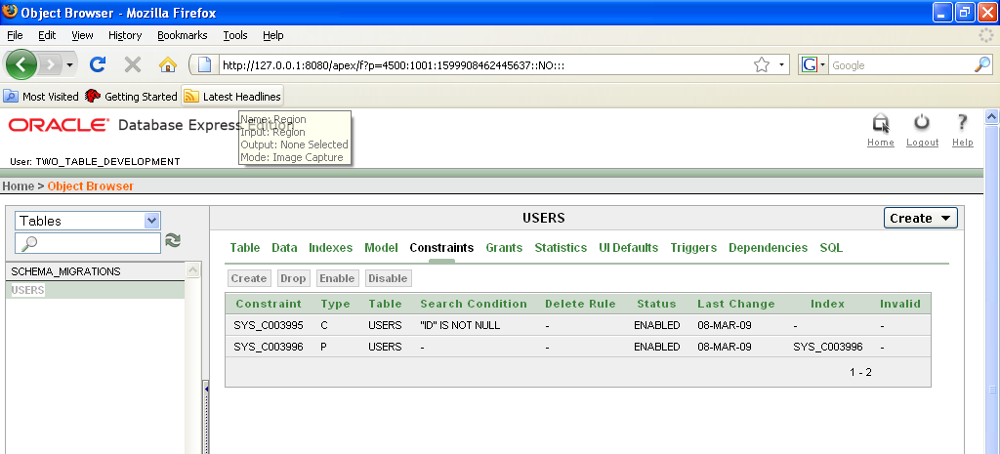 Object Browser - Mozilla Firefox
File Edit View History Bookmarks Tools Help
http://127.0.0.1:8080/apex/f?p=4500:1001:1599908462445637::NO:::
G Google
Most Visited Getting Started Latest Headlines
Name: Region
Input: Region
Output: None Selected
Mode: Image Capture
ORACLE Database Express Edition
Home Logout Help
User: TWO_TABLE_DEVELOPMENT
Home > Object Browser
Tables
USERS
Create
Table Data Indexes Model Constraints Grants Statistics UI Defaults Triggers Dependencies SQL
SCHEMA_MIGRATIONS
USERS
Create Drop Enable Disable
Constraint Type Table Search Condition Delete Rule Status Last Change Index Invalid
SYS_C003995 C USERS "ID" IS NOT NULL - ENABLED 08-MAR-09 - -
SYS_C003996 P USERS - - ENABLED 08-MAR-09 SYS_C003996 -
1 - 2